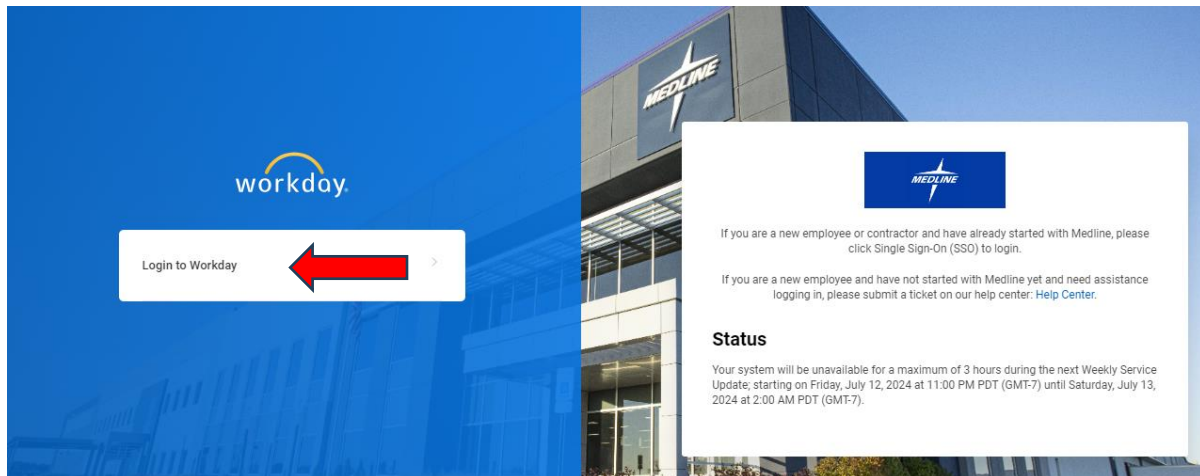 workday.
Login to Workday
MEDLINE
MEDLINE
If you are a new employee or contractor and have already started with Medline, please
click Single Sign-On (SSO) to login.
If you are a new employee and have not started with Medline yet and need assistance
logging in, please submit a ticket on our help center: Help Center.
Status
Your system will be unavailable for a maximum of 3 hours during the next Weekly Service
Update; starting on Friday, July 12, 2024 at 11:00 PM PDT (GMT-7) until Saturday, July 13,
2024 at 2:00 AM PDT (GMT-7).